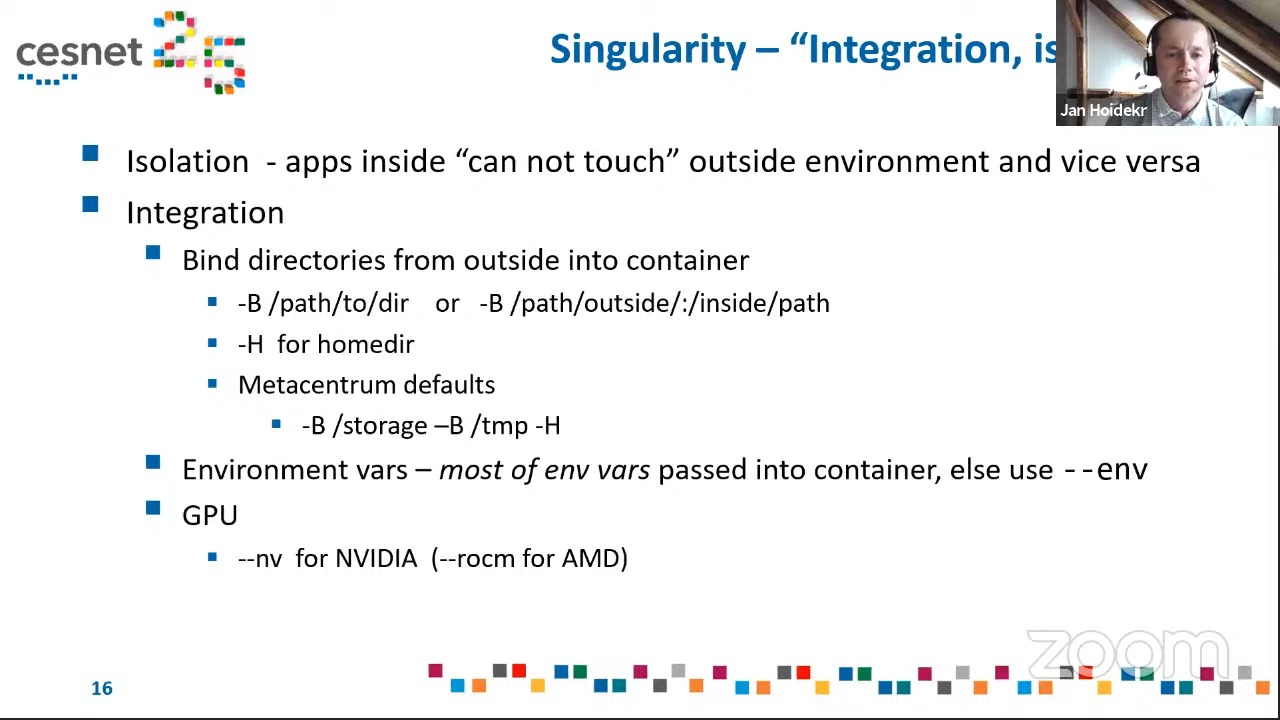 cesnet 25
Singularity – “Integration, is
Jan Hoidekr
Isolation - apps inside “can not touch” outside environment and vice versa
Integration
Bind directories from outside into container
-B /path/to/dir or -B /path/outside/:/inside/path
-H for homedir
Metacentrum defaults
-B /storage –B /tmp -H
Environment vars – most of env vars passed into container, else use --env
GPU
--nv for NVIDIA (--rocm for AMD)
zoom
16